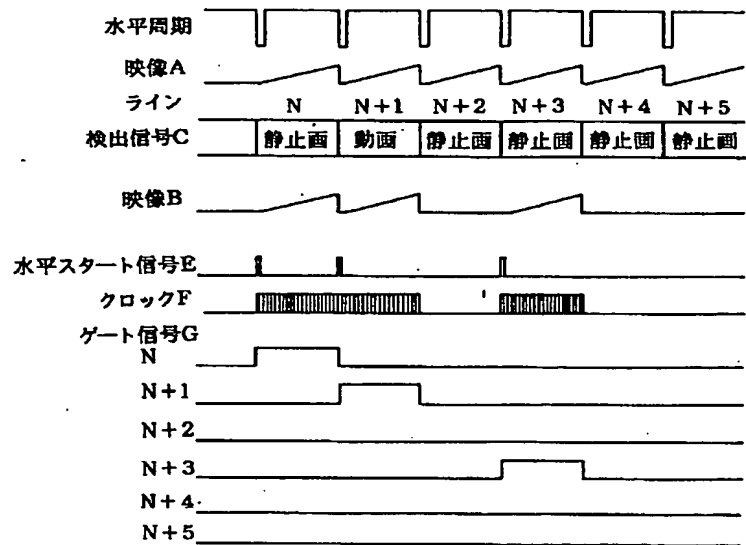 水平周期
映像A
ライン N N+1 N+2 N+3 N+4 N+5
検出信号C 静止画 動画 静止画 静止画 静止画 静止画
映像B
水平スタート信号E
クロックF
ゲート信号G
N
N+1
N+2
N+3
N+4
N+5